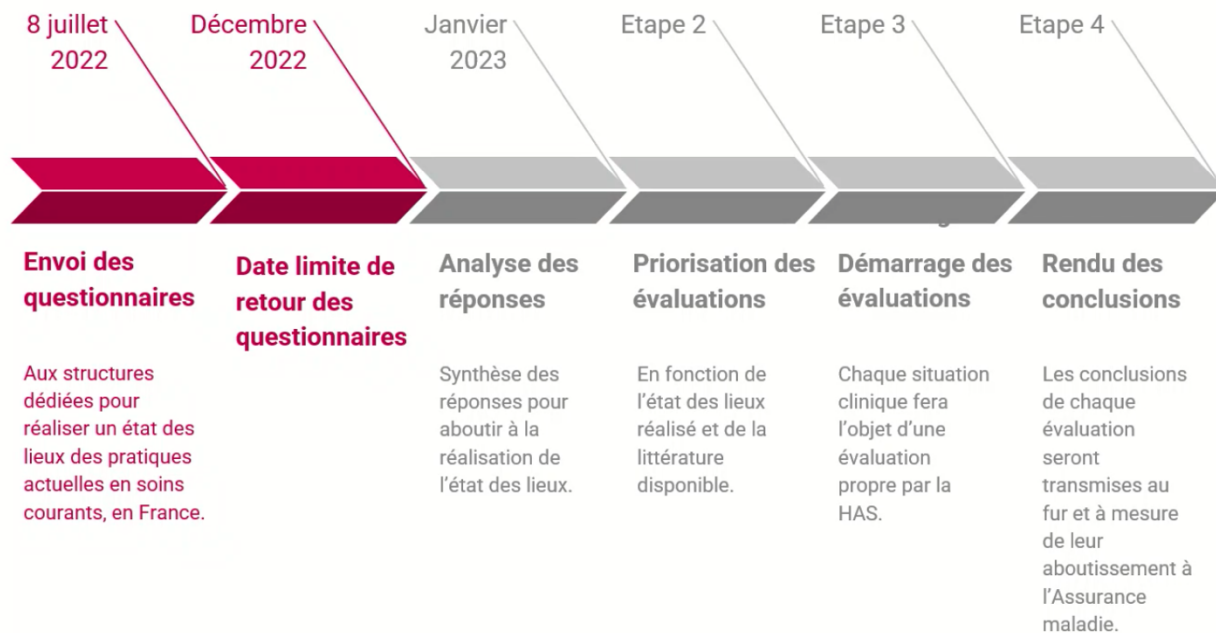 8 juillet
2022
Décembre
2022
Janvier
2023
Etape 2
Etape 3
Etape 4
Envoi des
questionnaires
Aux structures
dédiées pour
réaliser un état des
lieux des pratiques
actuelles en soins
courants, en France.
Date limite de
retour des
questionnaires
Analyse des
réponses
Synthèse des
réponses pour
aboutir à la
réalisation de
l'état des lieux.
Priorisation des
évaluations
En fonction de
l'état des lieux
réalisé et de la
littérature
disponible.
Démarrage des
évaluations
Chaque situation
clinique fera
l'objet d'une
évaluation
propre par la
HAS.
Rendu des
conclusions
Les conclusions
de chaque
évaluation
seront
transmises au
fur et à mesure
de leur
aboutissement à
l'Assurance
maladie.